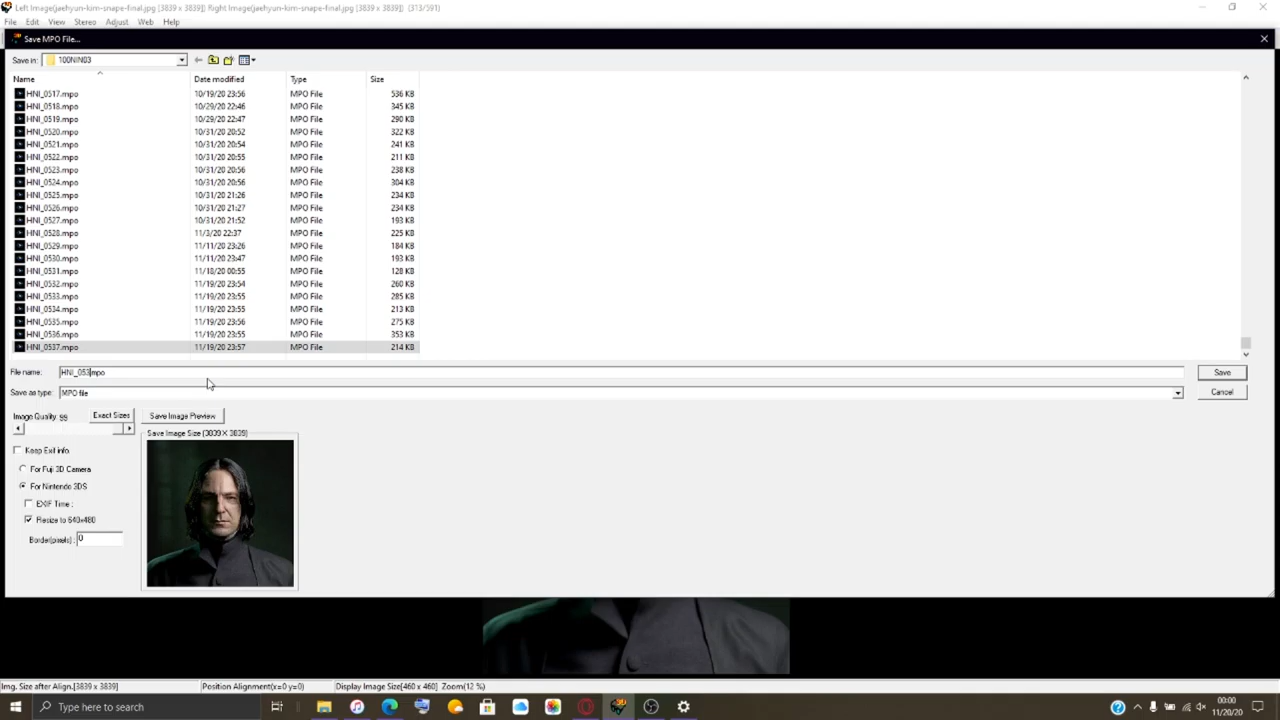 Left Image(jaehyun-kim-snape-final.jpg [3839 x 3839]) Right Image(jaehyun-kim-snape-final.jpg [3839 x 3839]) (313/591)
File Edit View Stereo Adjust Web Help
Save MPO File...
Save in: 100NIN03
Name Date modified Type Size
HNI_0517.mpo 10/19/20 23:56 MPO File 536 KB
HNI_0518.mpo 10/29/20 22:46 MPO File 345 KB
HNI_0519.mpo 10/29/20 22:47 MPO File 290 KB
HNI_0520.mpo 10/31/20 20:52 MPO File 322 KB
HNI_0521.mpo 10/31/20 20:54 MPO File 241 KB
HNI_0522.mpo 10/31/20 20:55 MPO File 211 KB
HNI_0523.mpo 10/31/20 20:56 MPO File 238 KB
HNI_0524.mpo 10/31/20 20:56 MPO File 304 KB
HNI_0525.mpo 10/31/20 21:26 MPO File 234 KB
HNI_0526.mpo 10/31/20 21:27 MPO File 234 KB
HNI_0527.mpo 10/31/20 21:52 MPO File 193 KB
HNI_0528.mpo 11/3/20 22:37 MPO File 225 KB
HNI_0529.mpo 11/11/20 23:26 MPO File 184 KB
HNI_0530.mpo 11/11/20 23:47 MPO File 193 KB
HNI_0531.mpo 11/18/20 00:55 MPO File 128 KB
HNI_0532.mpo 11/19/20 23:54 MPO File 260 KB
HNI_0533.mpo 11/19/20 23:55 MPO File 285 KB
HNI_0534.mpo 11/19/20 23:55 MPO File 213 KB
HNI_0535.mpo 11/19/20 23:56 MPO File 275 KB
HNI_0536.mpo 11/19/20 23:55 MPO File 353 KB
HNI_0537.mpo 11/19/20 23:57 MPO File 214 KB
File name: HNI_053mpo Save
Save as type: MPO file Cancel
Image Quality: 99 Exact Sizes Save Image Preview
Save Image Size (3839 X 3839)
Keep Exif info.
For Fuji 3D Camera
For Nintendo 3DS
EXIF Time :
Resize to 640x480
Border(pixels) : 0
Img. Size after Align.[3839 x 3839] Position Alignment(x=0 y=0) Display Image Size[460 x 460] Zoom(12 %)
Type here to search
00:00
11/20/20